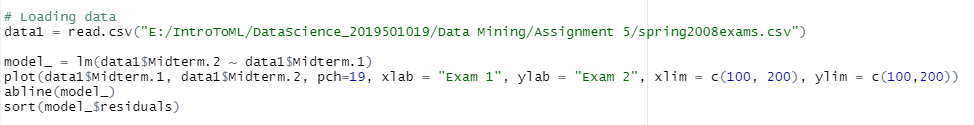 # Loading data
data1 = read.csv("E:/IntroToML/DataScience_2019501019/Data Mining/Assignment 5/spring2008exams.csv")
model_ = lm(data1$Midterm.2 ~ data1$Midterm.1)
plot(data1$Midterm.1, data1$Midterm.2, pch=19, xlab = "Exam 1", ylab = "Exam 2", xlim = c(100, 200), ylim = c(100,200))
abline(model_)
sort(model_$residuals)